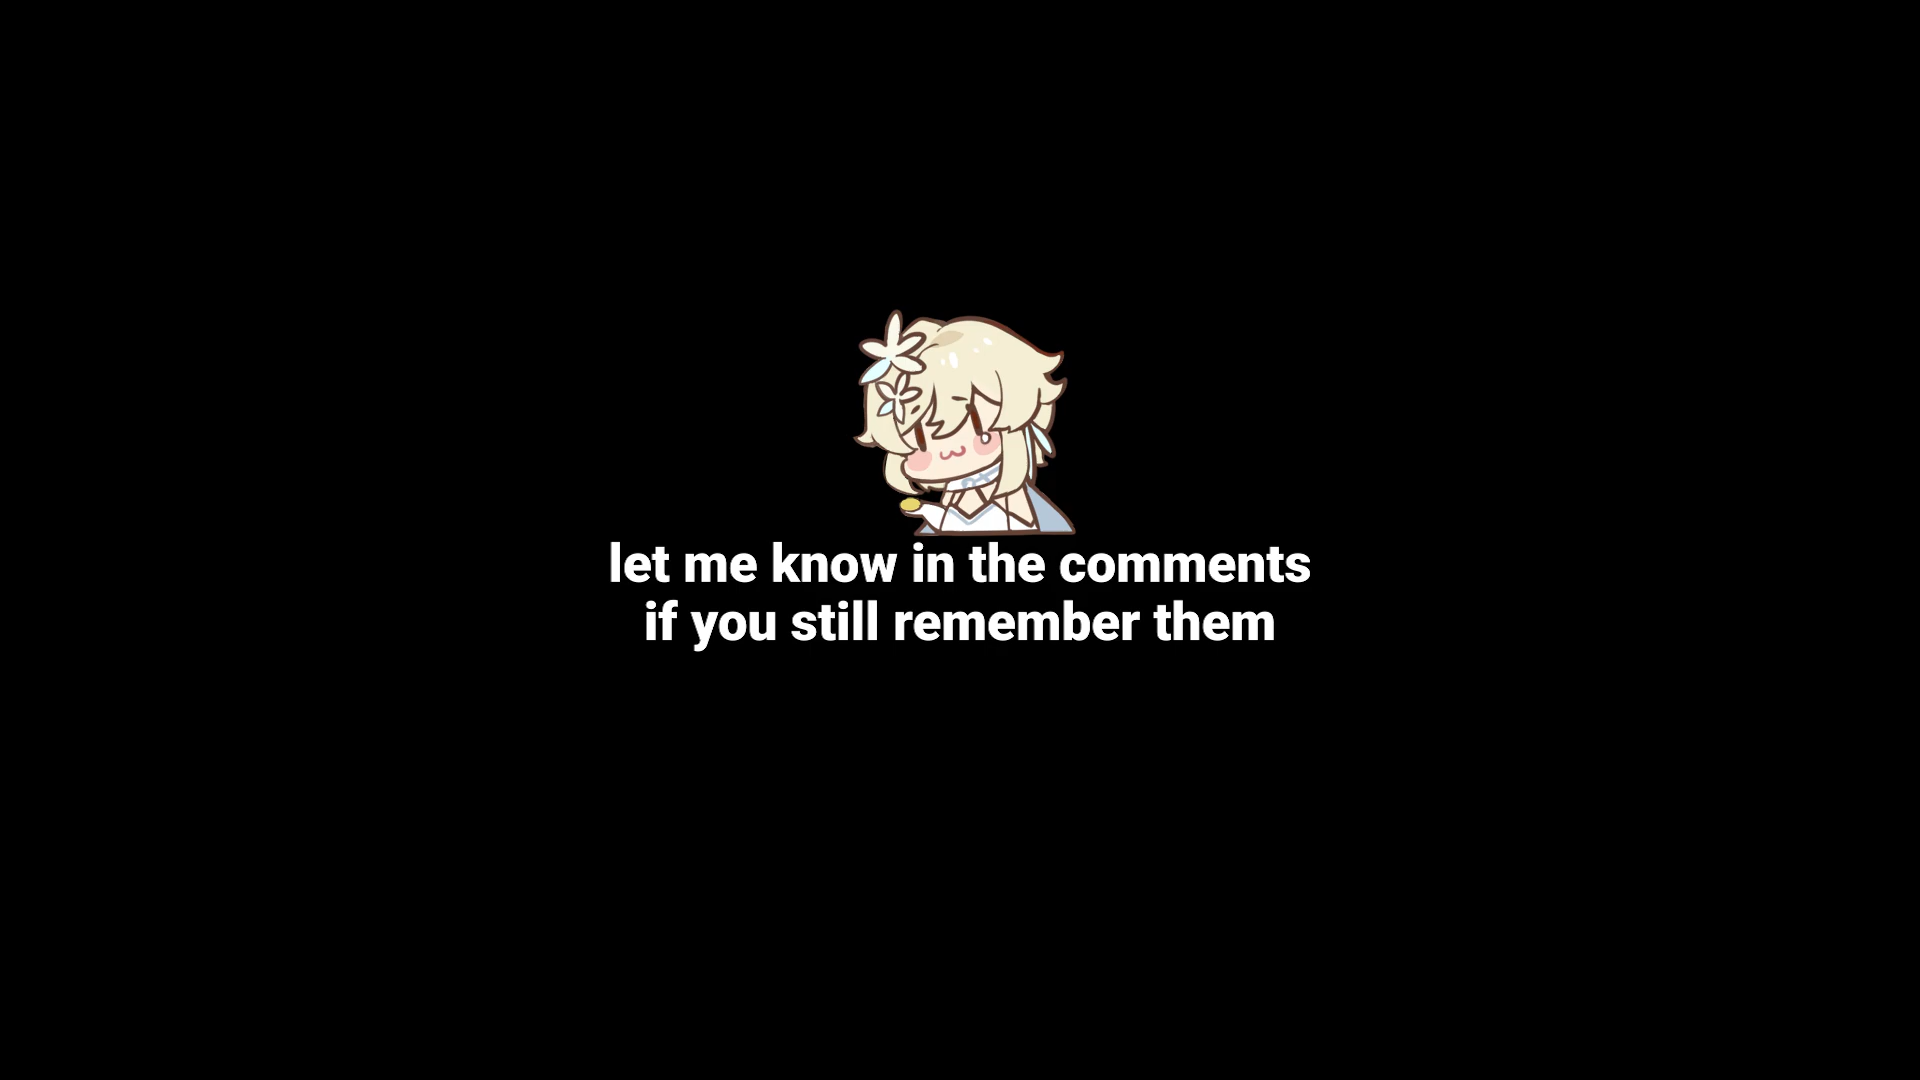 let me know in the comments
if you still remember them